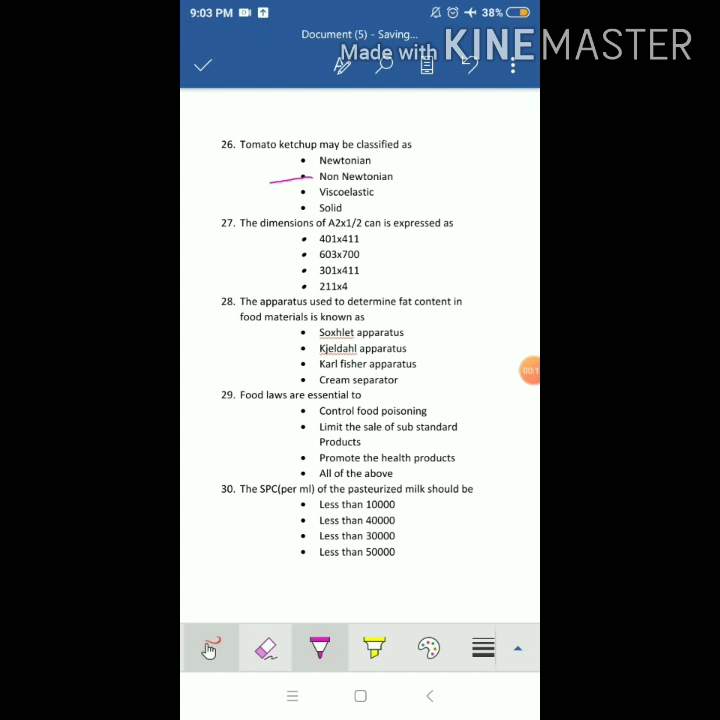 9:03 PM 38%
Document (5) - Saving...
Made with KINEMASTER
26. Tomato ketchup may be classified as
• Newtonian
• Non Newtonian
• Viscoelastic
• Solid
27. The dimensions of A2x1/2 can is expressed as
• 401x411
• 603x700
• 301x411
• 211x4
28. The apparatus used to determine fat content in
food materials is known as
• Soxhlet apparatus
• Kjeldahl apparatus
• Karl fisher apparatus
• Cream separator
29. Food laws are essential to
• Control food poisoning
• Limit the sale of sub standard
Products
• Promote the health products
• All of the above
30. The SPC(per ml) of the pasteurized milk should be
• Less than 10000
• Less than 40000
• Less than 30000
• Less than 50000